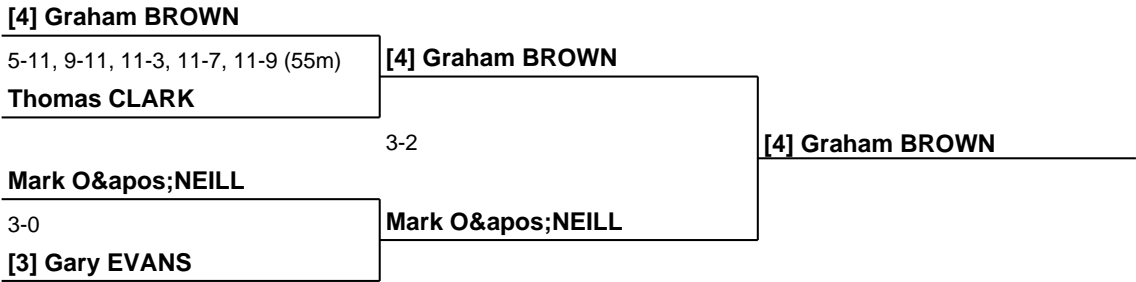 [4] Graham BROWN
5-11, 9-11, 11-3, 11-7, 11-9 (55m)
[4] Graham BROWN
Thomas CLARK
3-2
[4] Graham BROWN
Mark O&apos;NEILL
3-0
Mark O&apos;NEILL
[3] Gary EVANS